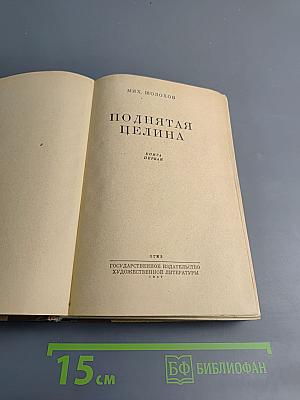 МИХ. ШОЛОХОВ
ПОДНЯТАЯ
ЦЕЛИНА
КНИГА
ПЕРВАЯ
ОГИЗ
ГОСУДАРСТВЕННОЕ ИЗДАТЕЛЬСТВО
ХУДОЖЕСТВЕННОЙ ЛИТЕРАТУРЫ
15 см
БФ БИБЛИОФАН